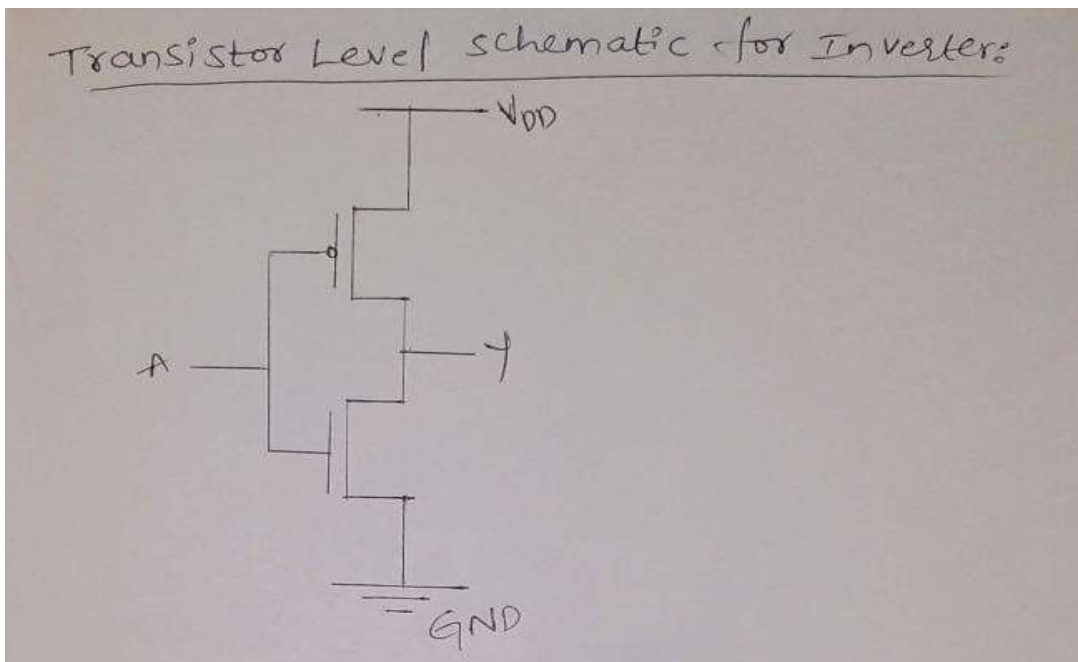 Transistor Level schematic for Inverter:
VDD
A
Y
GND